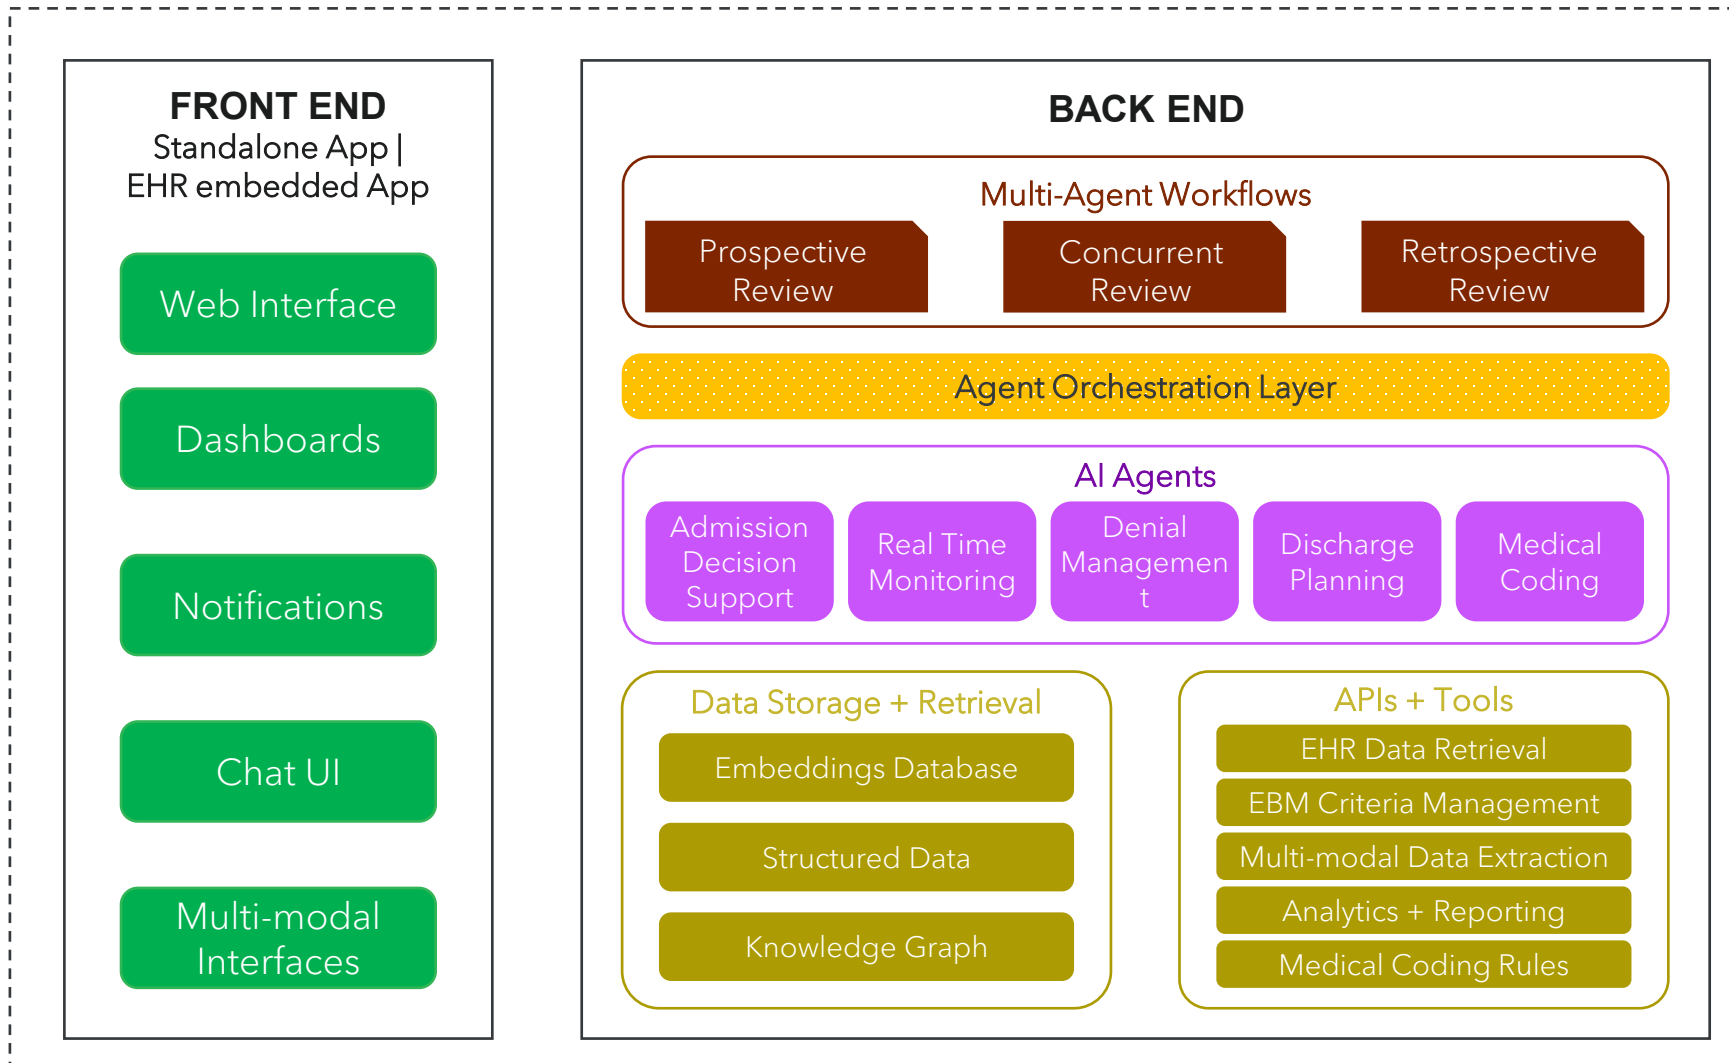 FRONT END
Standalone App |
EHR embedded App
Web Interface
Dashboards
Notifications
Chat UI
Multi-modal
Interfaces
BACK END
Multi-Agent Workflows
Prospective
Review
Concurrent
Review
Retrospective
Review
Agent Orchestration Layer
AI Agents
Admission
Decision
Support
Real Time
Monitoring
Denial
Managemen
t
Discharge
Planning
Medical
Coding
Data Storage + Retrieval
Embeddings Database
Structured Data
Knowledge Graph
APIs + Tools
EHR Data Retrieval
EBM Criteria Management
Multi-modal Data Extraction
Analytics + Reporting
Medical Coding Rules